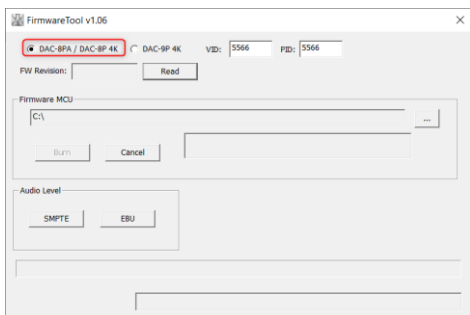 FirmwareTool v1.06
DAC-8PA / DAC-8P 4K DAC-9P 4K VID: 5566 PID: 5566
FW Revision: Read
Firmware MCU
C:\ ...
Burn Cancel
Audio Level
SMPTE EBU